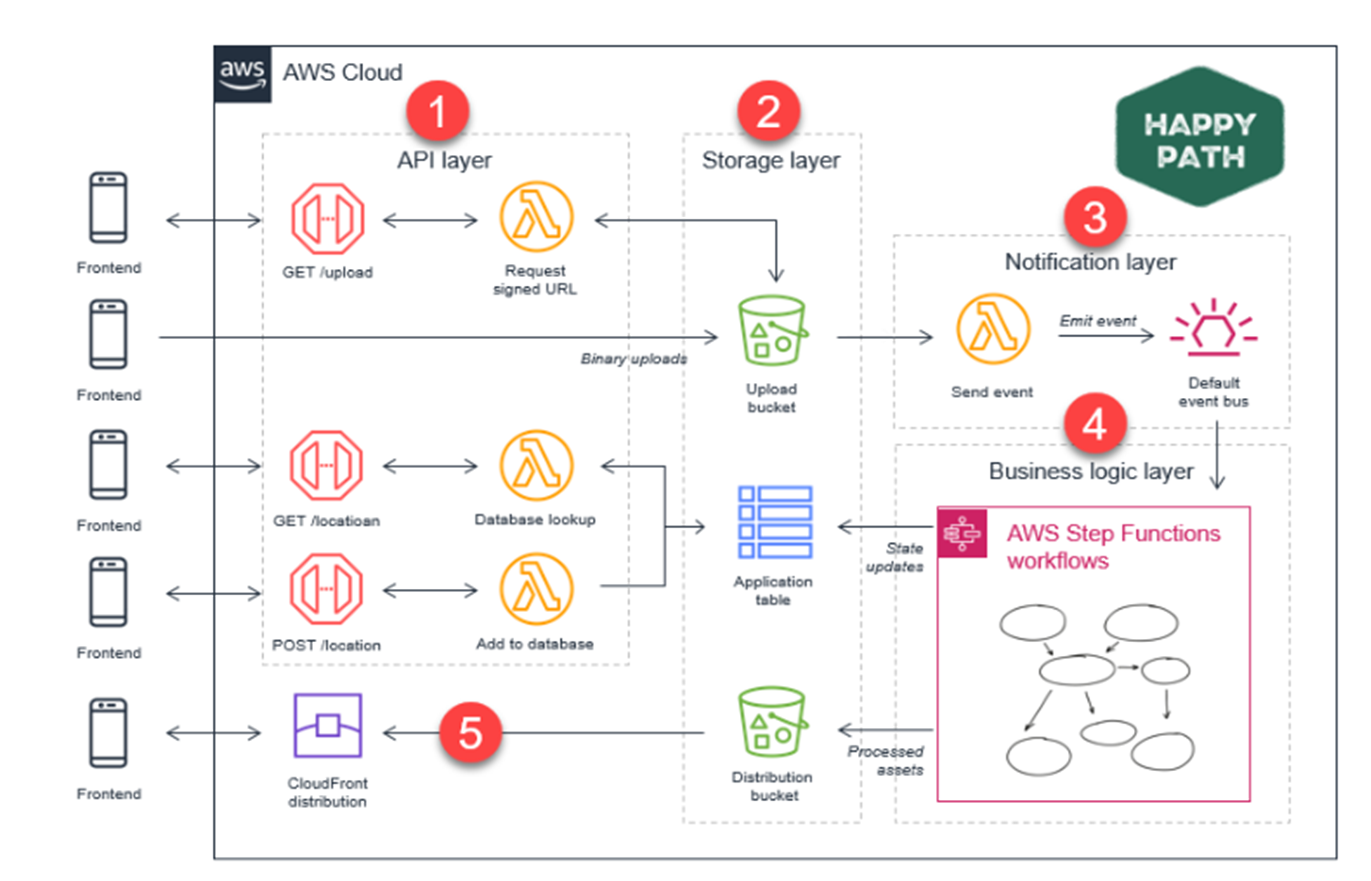 aws
AWS Cloud
1
2
HAPPY
PATH
API layer
Storage layer
3
Notification layer
Frontend
GET /upload
Request
signed URL
Binary uploads
Upload
bucket
Send event
Emit event
Default
event bus
Frontend
4
Business logic layer
Frontend
GET /locatioan
Database lookup
AWS Step Functions
workflows
State
updates
Application
table
Frontend
POST /location
Add to database
5
Frontend
CloudFront
distribution
Distribution
bucket
Processed
assets